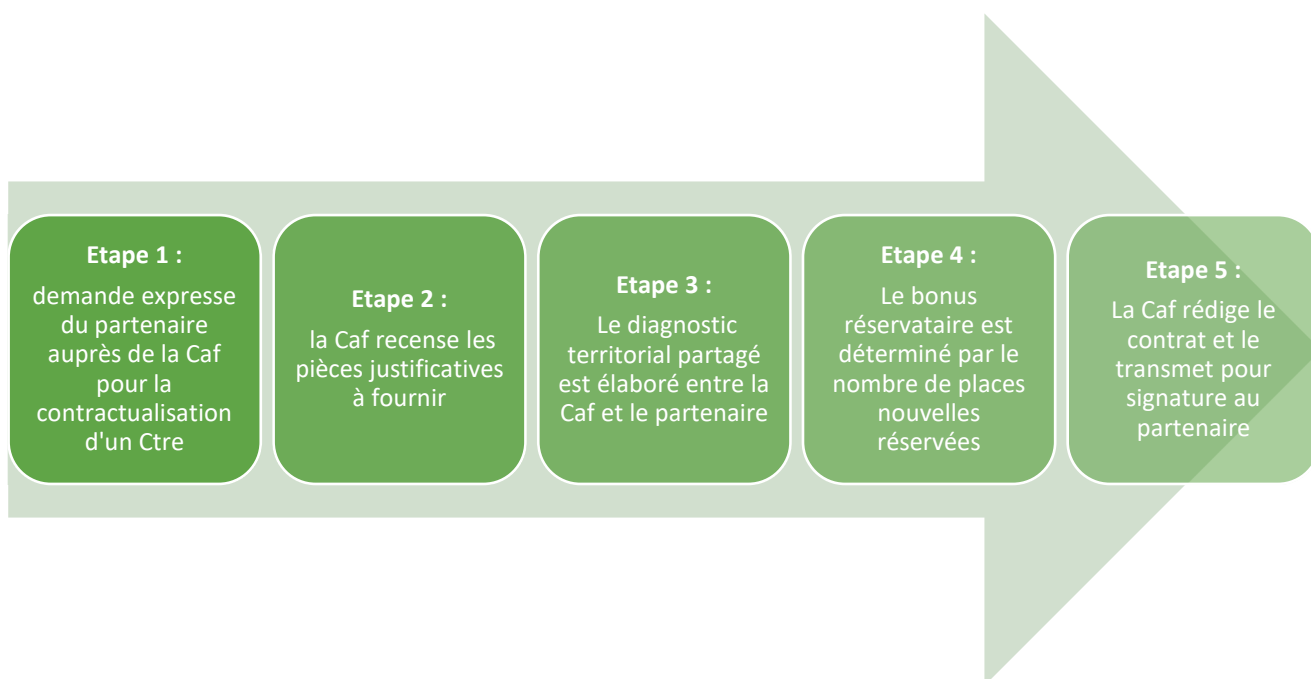 Etape 1 :
demande expresse
du partenaire
auprès de la Caf
pour la
contractualisation
d'un Ctre
Etape 2 :
la Caf recense les
pièces justificatives
à fournir
Etape 3 :
Le diagnostic
territorial partagé
est élaboré entre la
Caf et le partenaire
Etape 4 :
Le bonus
réservataire est
déterminé par le
nombre de places
nouvelles
réservées
Etape 5 :
La Caf rédige le
contrat et le
transmet pour
signature au
partenaire